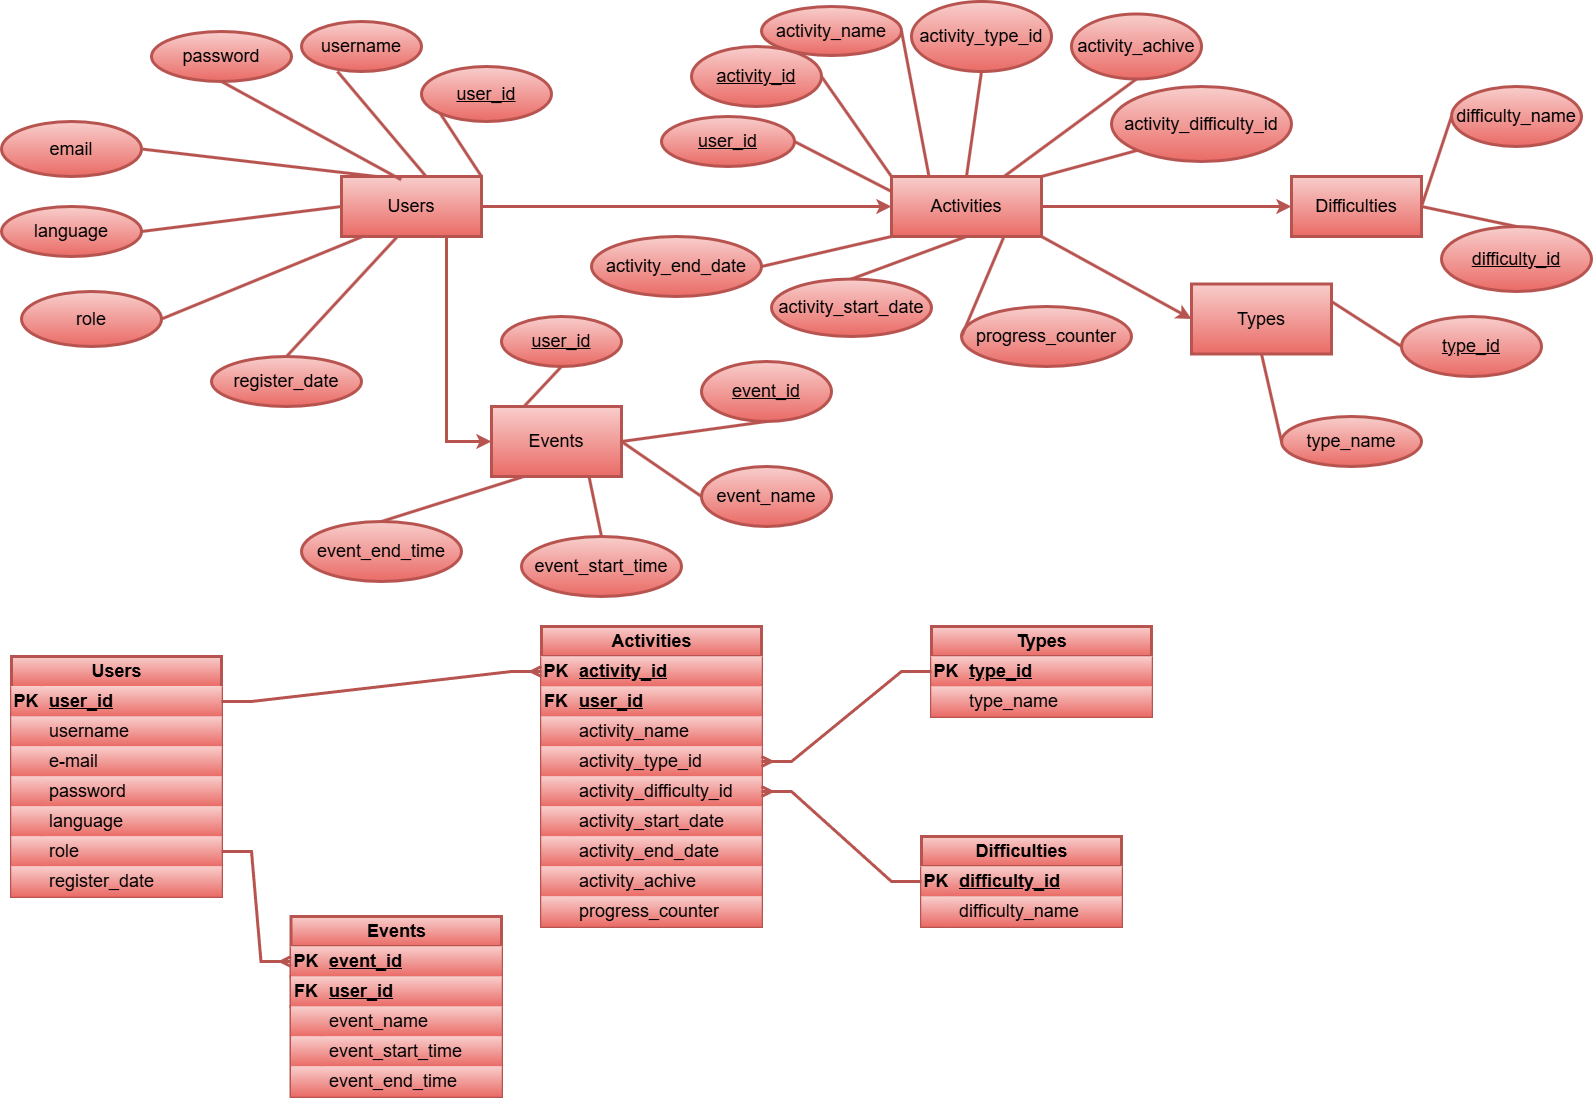 password
username
user_id
email
language
role
register_date
Users
activity_name
activity_type_id
activity_achive
activity_id
user_id
activity_difficulty_id
difficulty_name
Activities
Difficulties
difficulty_id
activity_end_date
activity_start_date
progress_counter
Types
type_id
type_name
user_id
event_id
Events
event_name
event_end_time
event_start_time
Users
PK user_id
username
e-mail
password
language
role
register_date
Events
PK event_id
FK user_id
event_name
event_start_time
event_end_time
Activities
PK activity_id
FK user_id
activity_name
activity_type_id
activity_difficulty_id
activity_start_date
activity_end_date
activity_achive
progress_counter
Types
PK type_id
type_name
Difficulties
PK difficulty_id
difficulty_name